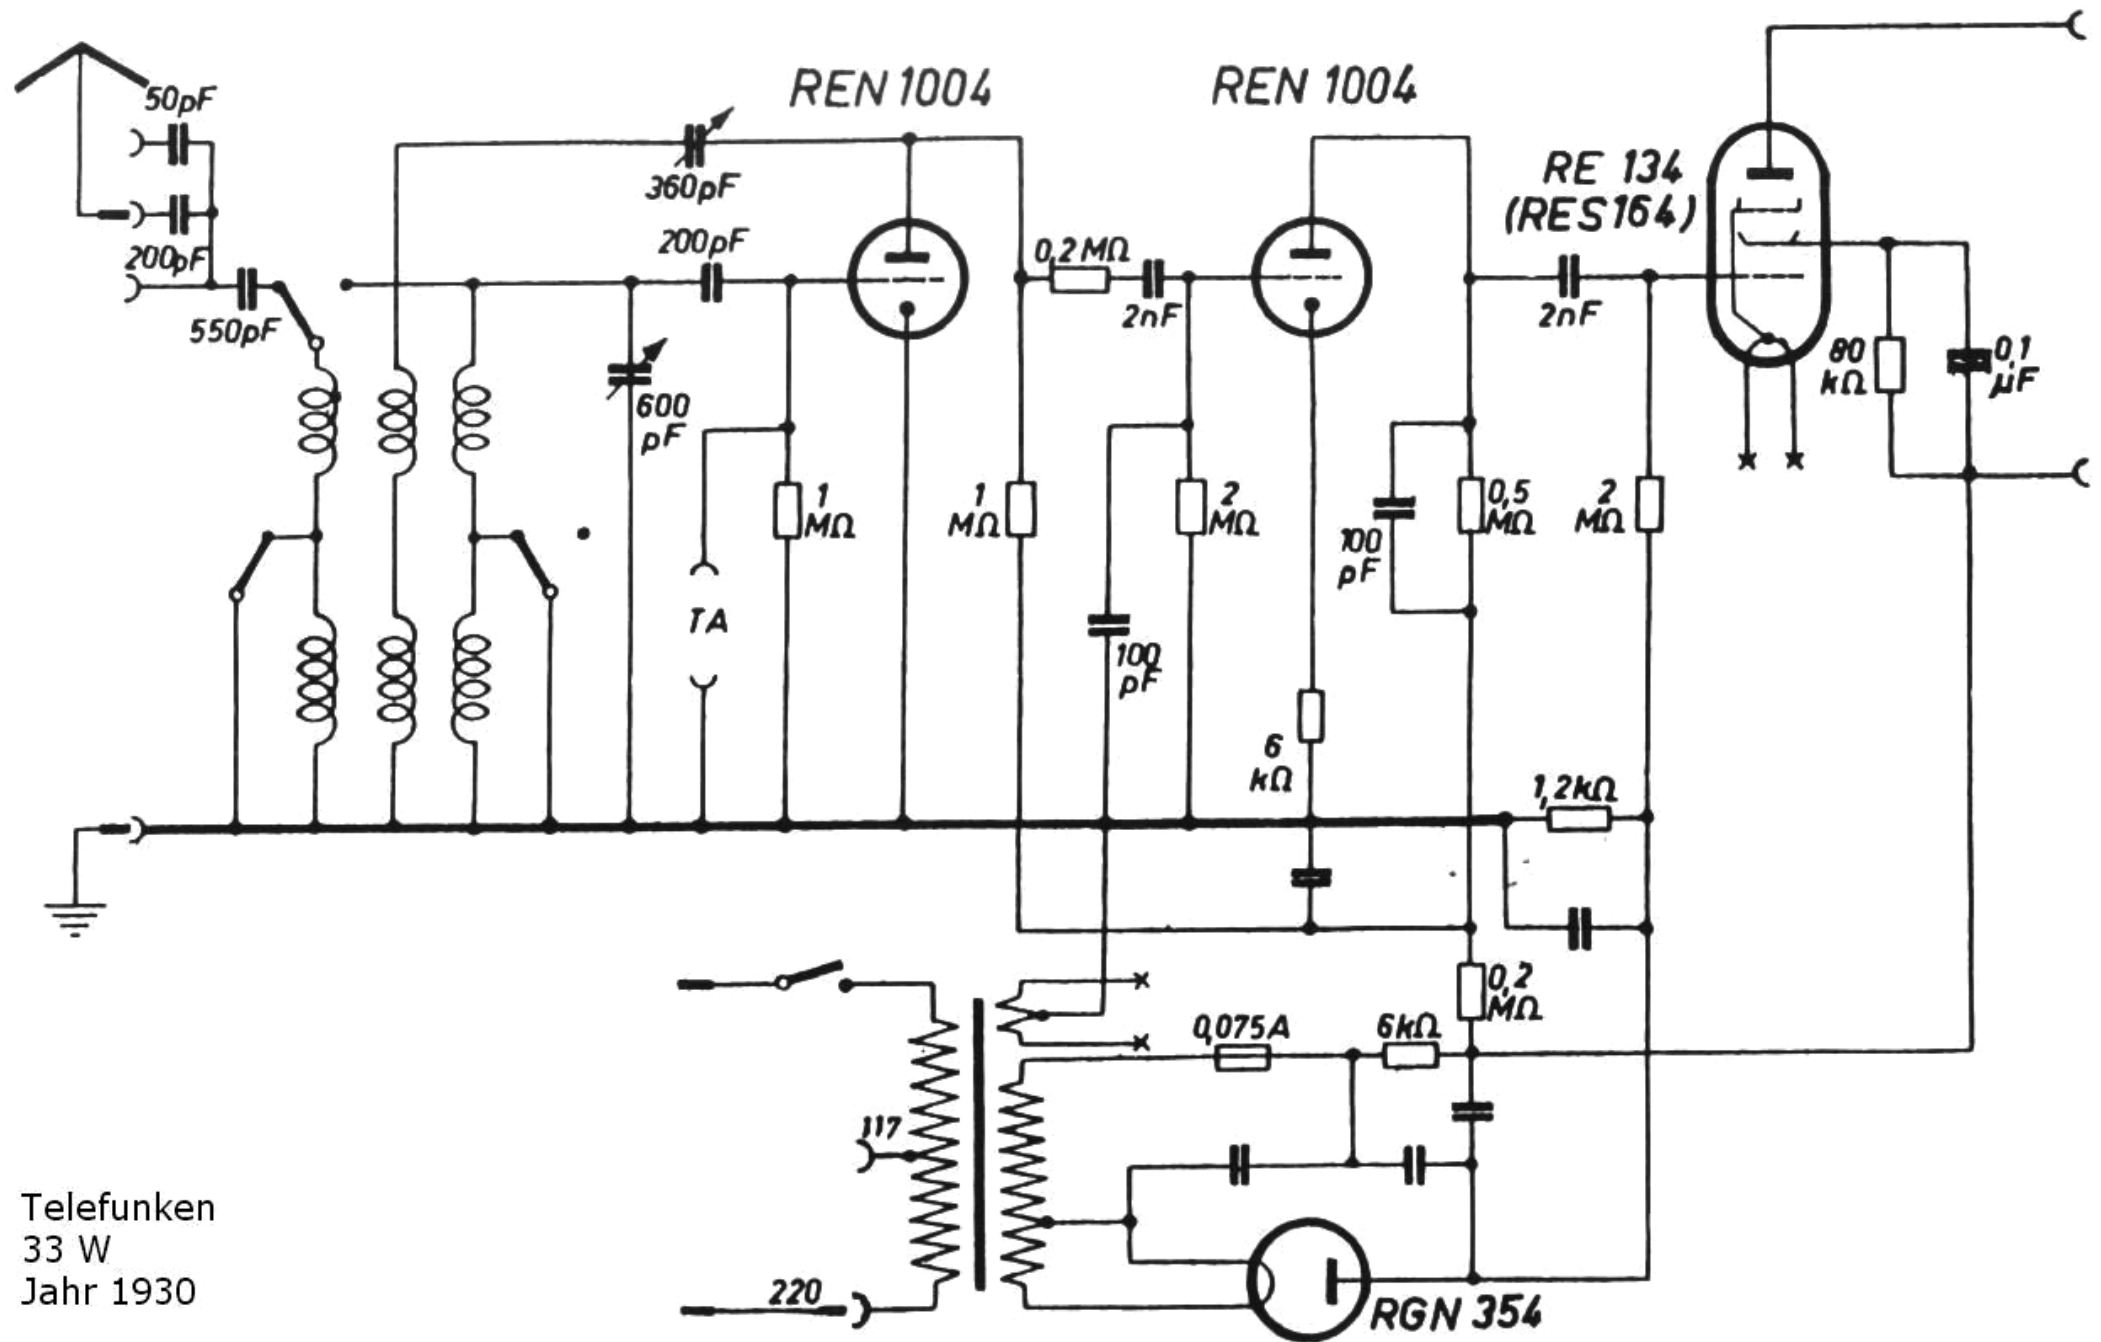 50pF
200pF
550pF
360pF
200pF
600
pF
REN 1004
1
MΩ
TA
0,2 MΩ
2nF
1
MΩ
2
MΩ
100
pF
REN 1004
6
kΩ
100
pF
0,5
MΩ
2nF
2
MΩ
RE 134
(RES 164)
80
kΩ
0,1
µF
1,2kΩ
0,2
MΩ
0,075A
6kΩ
117
220
RGN 354
Telefunken
33 W
Jahr 1930